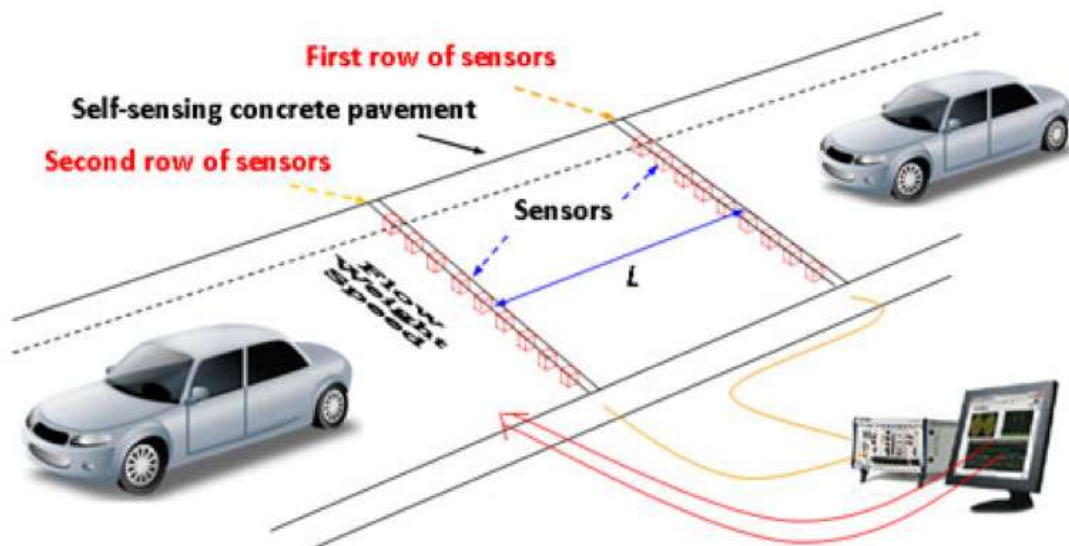 First row of sensors
Self-sensing concrete pavement
Second row of sensors
Sensors
L
Flow
Weight
Speed